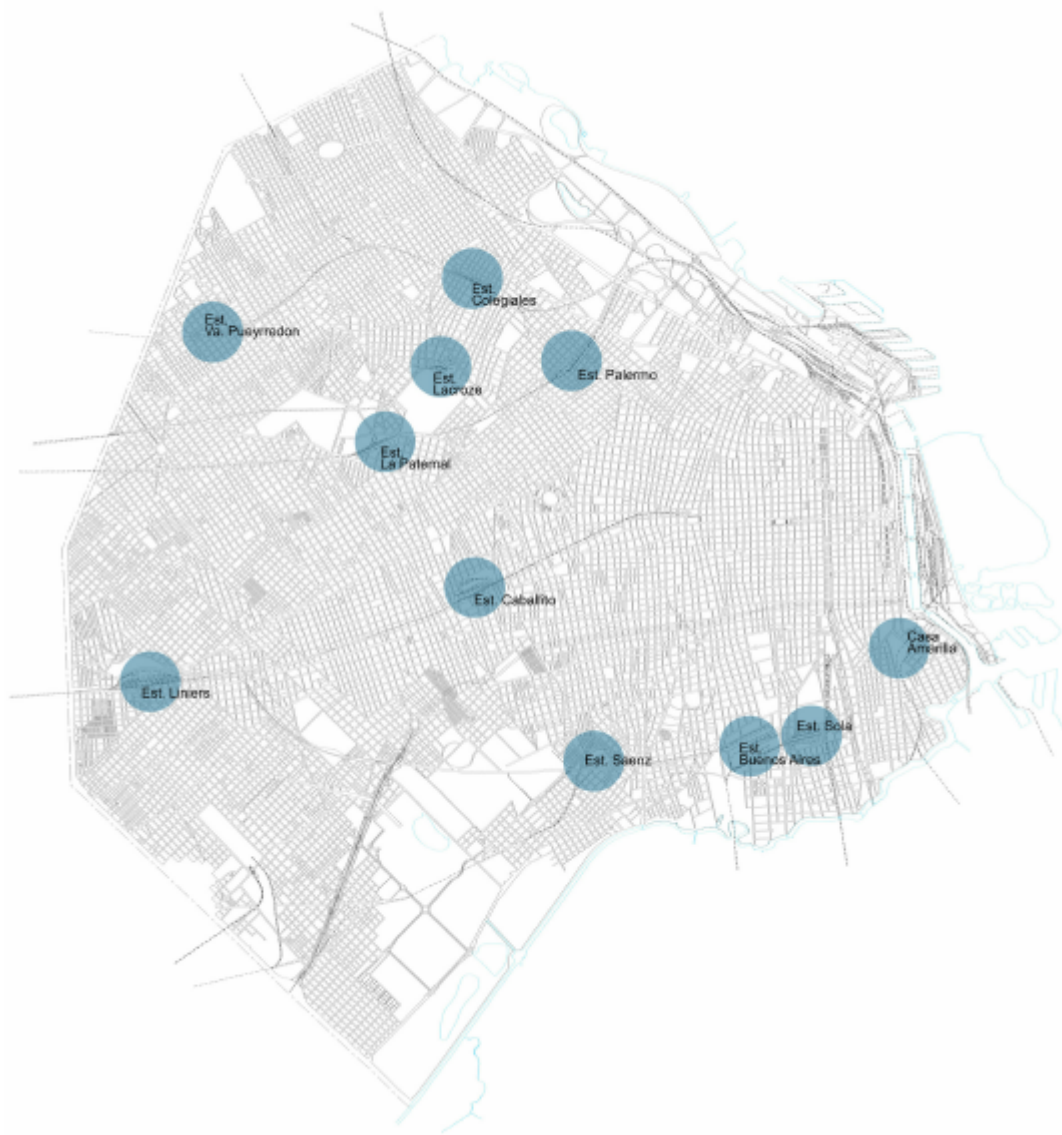 Est.
Colegiales
Est.
Va. Pueyrredon
Est.
Lacroze
Est. Palermo
Est.
La Paternal
Est. Caballito
Casa
Amarilla
Est. Liniers
Est. Sola
Est.
Buenos Aires
Est. Saenz